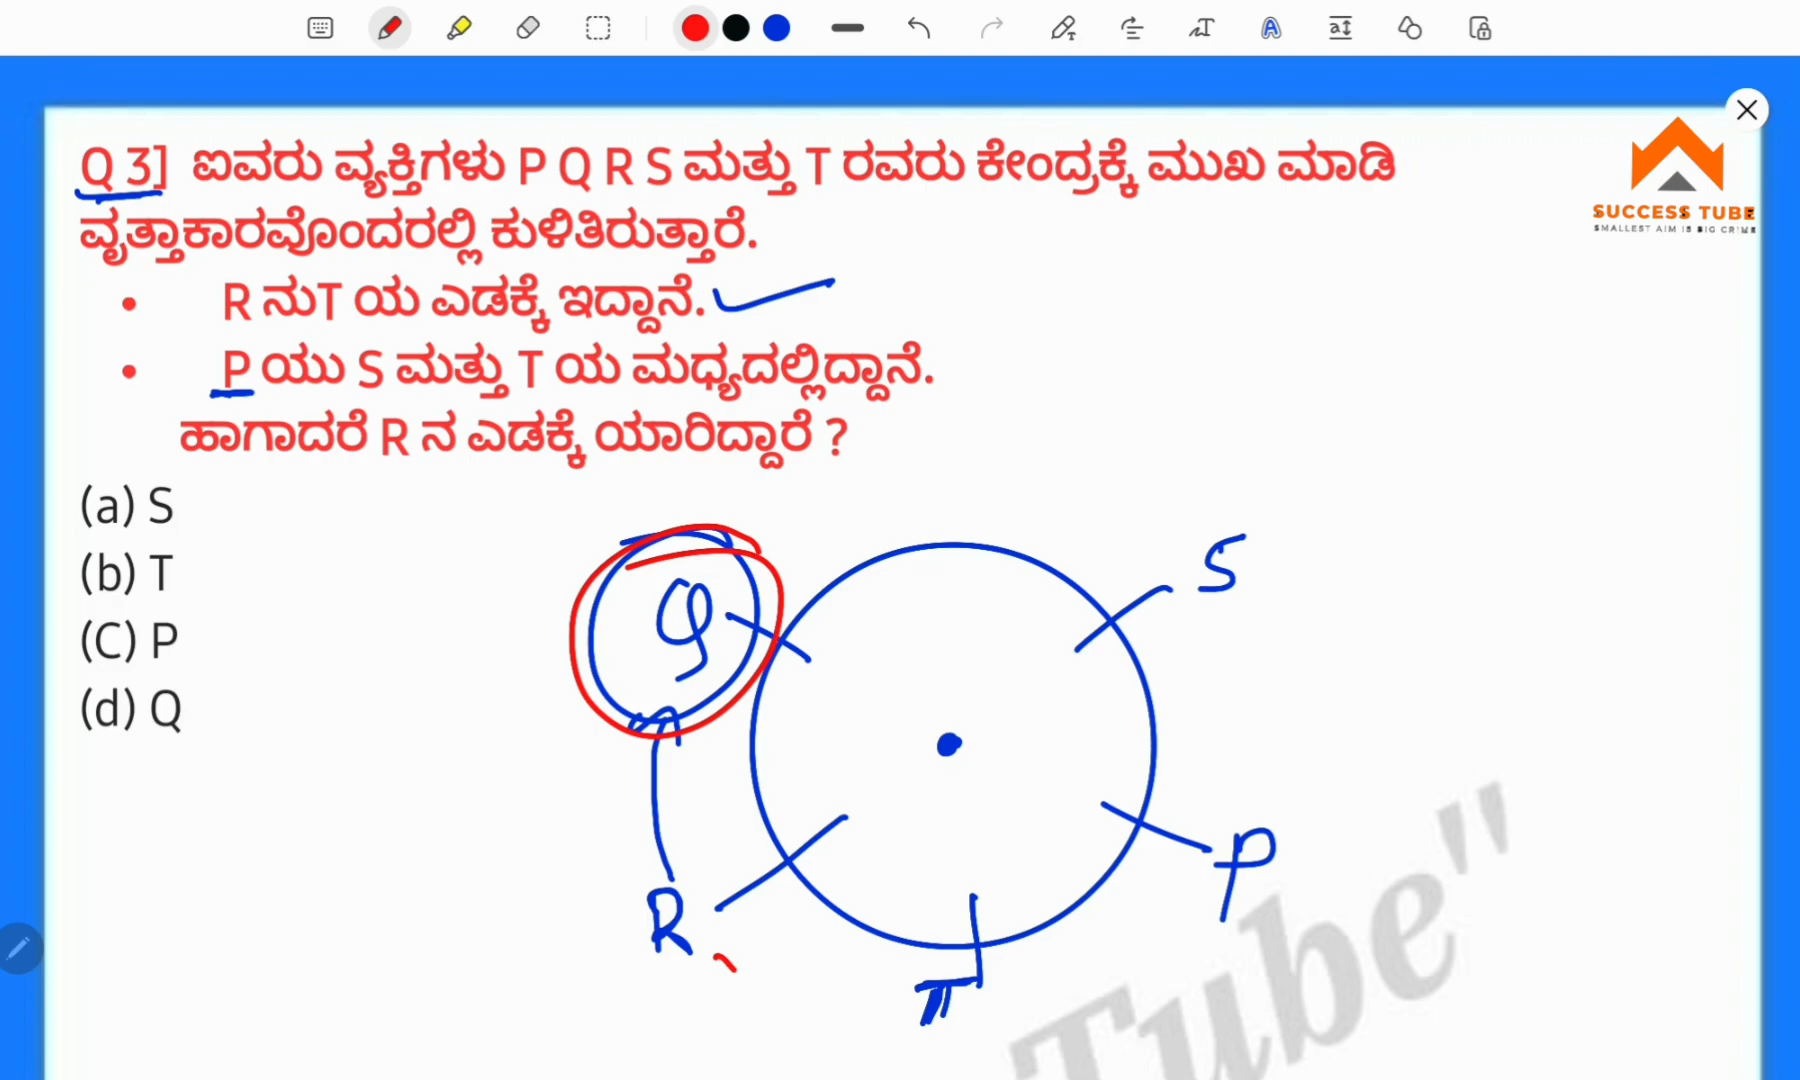 Q 3] ಐವರು ವ್ಯಕ್ತಿಗಳು P Q R S ಮತ್ತು T ರವರು ಕೇಂದ್ರಕ್ಕೆ ಮುಖ ಮಾಡಿ
ವೃತ್ತಾಕಾರವೊಂದರಲ್ಲಿ ಕುಳಿತಿರುತ್ತಾರೆ.
• R ನುT ಯ ಎಡಕ್ಕೆ ಇದ್ದಾನೆ.
• P ಯು S ಮತ್ತು T ಯ ಮಧ್ಯದಲ್ಲಿದ್ದಾನೆ.
ಹಾಗಾದರೆ R ನ ಎಡಕ್ಕೆ ಯಾರಿದ್ದಾರೆ ?
(a) S
(b) T
(C) P
(d) Q
SUCCESS TUBE
SMALLEST AIM IS BIG CRIME
S
Q
P
R
T
Tube"